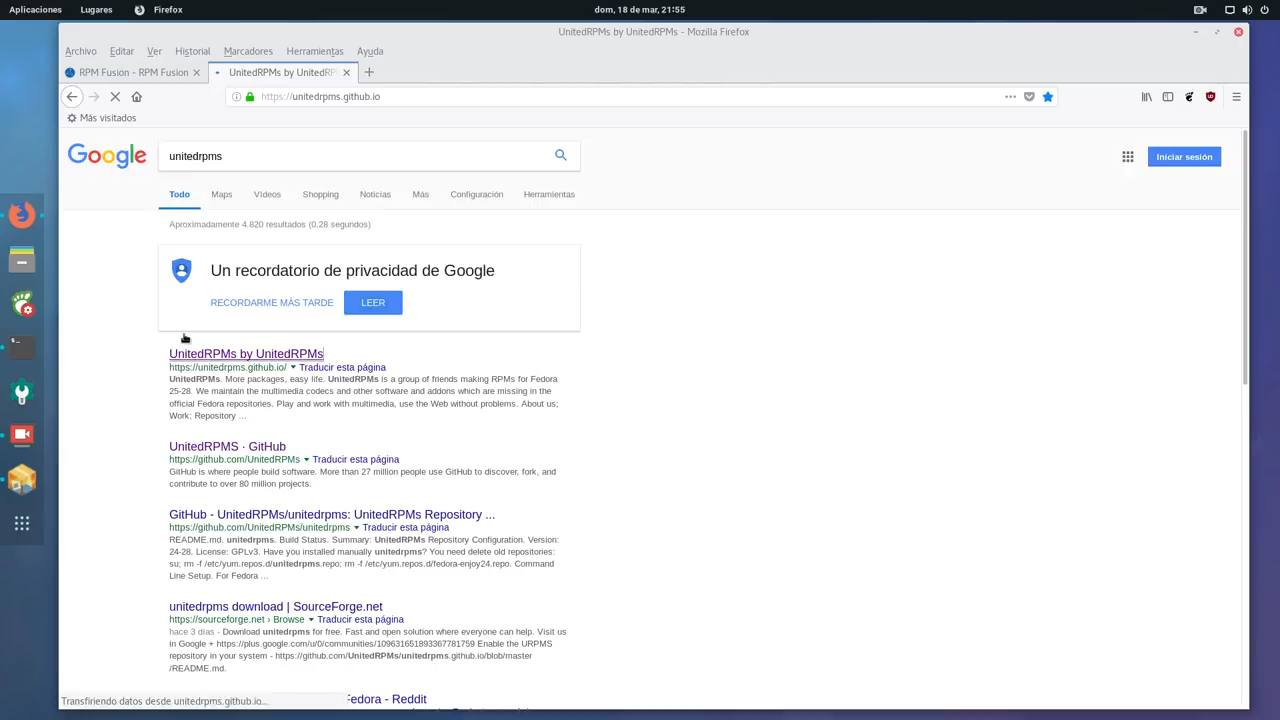 Aplicaciones Lugares Firefox dom, 18 de mar, 21:55
UnitedRPMs by UnitedRPMs - Mozilla Firefox
Archivo Editar Ver Historial Marcadores Herramientas Ayuda
RPM Fusion - RPM Fusion UnitedRPMs by UnitedRP
https://unitedrpms.github.io
Más visitados
Google unitedrpms Iniciar sesión
Todo Maps Vídeos Shopping Noticias Más Configuración Herramientas
Aproximadamente 4.820 resultados (0,28 segundos)
Un recordatorio de privacidad de Google
RECORDARME MÁS TARDE LEER
UnitedRPMs by UnitedRPMs
https://unitedrpms.github.io/ Traducir esta página
UnitedRPMs. More packages, easy life. UnitedRPMs is a group of friends making RPMs for Fedora
25-28. We maintain the multimedia codecs and other software and addons which are missing in the
official Fedora repositories. Play and work with multimedia, use the Web without problems. About us;
Work; Repository ...
UnitedRPMS · GitHub
https://github.com/UnitedRPMs Traducir esta página
GitHub is where people build software. More than 27 million people use GitHub to discover, fork, and
contribute to over 80 million projects.
GitHub - UnitedRPMs/unitedrpms: UnitedRPMs Repository ...
https://github.com/UnitedRPMs/unitedrpms Traducir esta página
README.md. unitedrpms. Build Status. Summary: UnitedRPMs Repository Configuration. Version:
24-28. License: GPLv3. Have you installed manually unitedrpms? You need delete old repositories:
su; rm -f /etc/yum.repos.d/unitedrpms.repo; rm -f /etc/yum.repos.d/fedora-enjoy24.repo. Command
Line Setup. For Fedora ...
unitedrpms download | SourceForge.net
https://sourceforge.net › Browse Traducir esta página
hace 3 días - Download unitedrpms for free. Fast and open solution where everyone can help. Visit us
in Google + https://plus.google.com/u/0/communities/109631651893367781759 Enable the URPMS
repository in your system - https://github.com/UnitedRPMs/unitedrpms.github.io/blob/master
/README.md.
Fedora - Reddit
Transfiriendo datos desde unitedrpms.github.io...